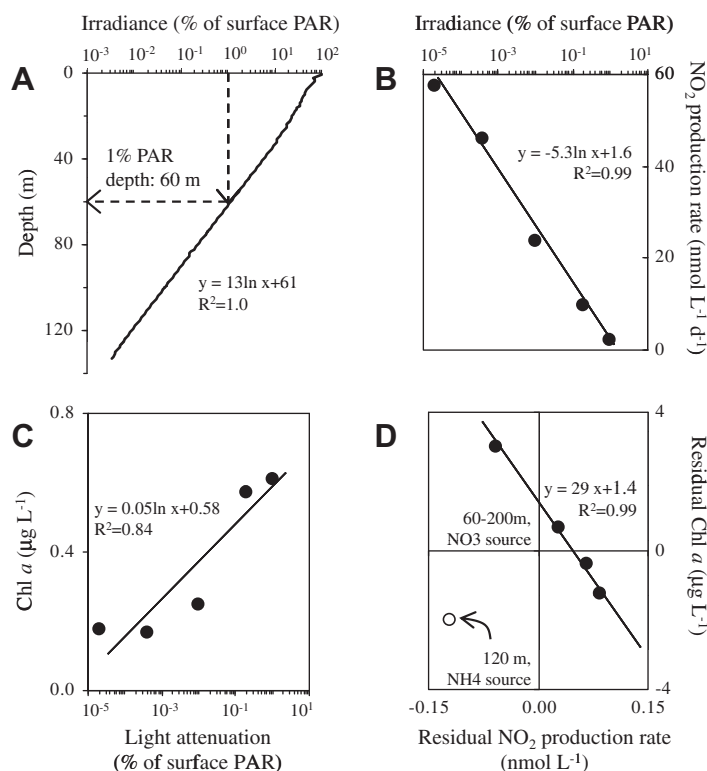 Irradiance (% of surface PAR)
10⁻³ 10⁻² 10⁻¹ 10⁰ 10¹ 10²
A
0
40
80
120
Depth (m)
1% PAR
depth: 60 m
y = 13ln x+61
R²=1.0
Irradiance (% of surface PAR)
10⁻⁵ 10⁻³ 10⁻¹ 10¹
B
60
40
20
0
NO₂ production rate (nmol L⁻¹ d⁻¹)
y = -5.3ln x+1.6
R²=0.99
C
0.8
0.4
0.0
Chl a (µg L⁻¹)
y = 0.05ln x+0.58
R²=0.84
10⁻⁵ 10⁻³ 10⁻¹ 10¹
Light attenuation
(% of surface PAR)
D
4
0
-4
Residual Chl a (µg L⁻¹)
y = 29 x+1.4
R²=0.99
60-200m,
NO3 source
120 m,
NH4 source
-0.15 0.00 0.15
Residual NO₂ production rate
(nmol L⁻¹)